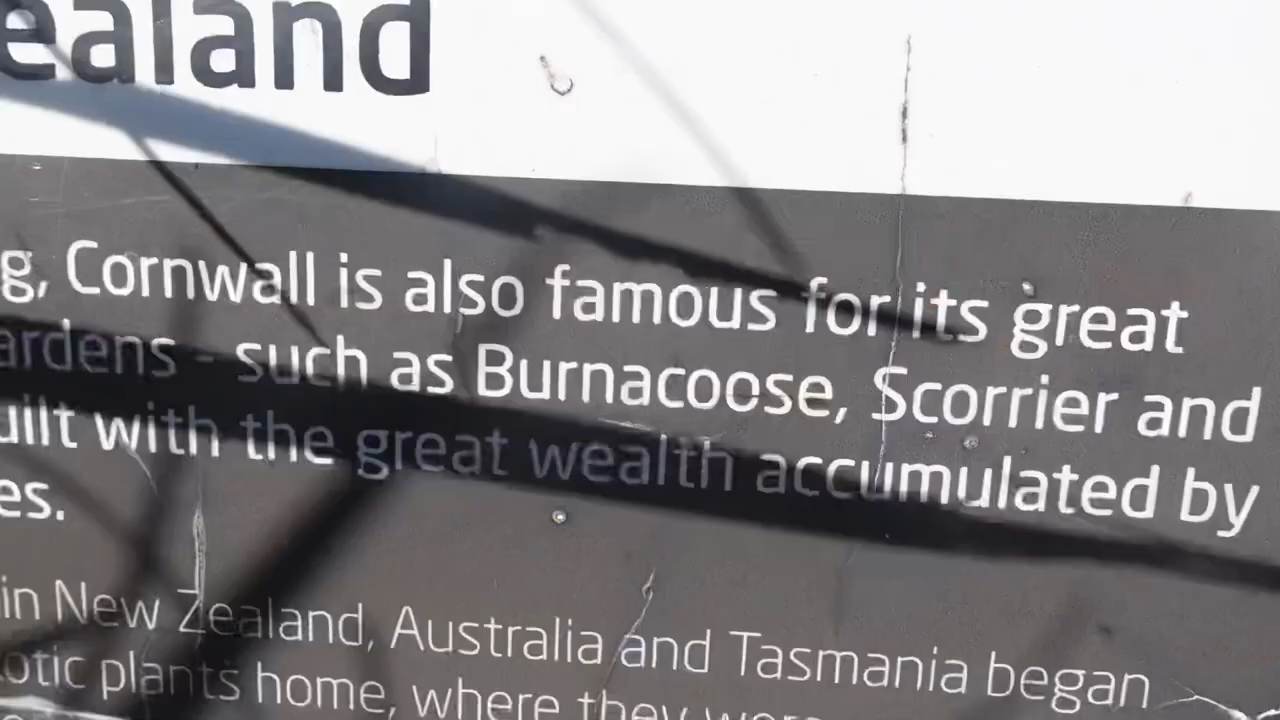 ealand
g, Cornwall is also famous for its great
ardens - such as Burnacoose, Scorrier and
uilt with the great wealth accumulated by
es.
in New Zealand, Australia and Tasmania began
otic plants home, where they were